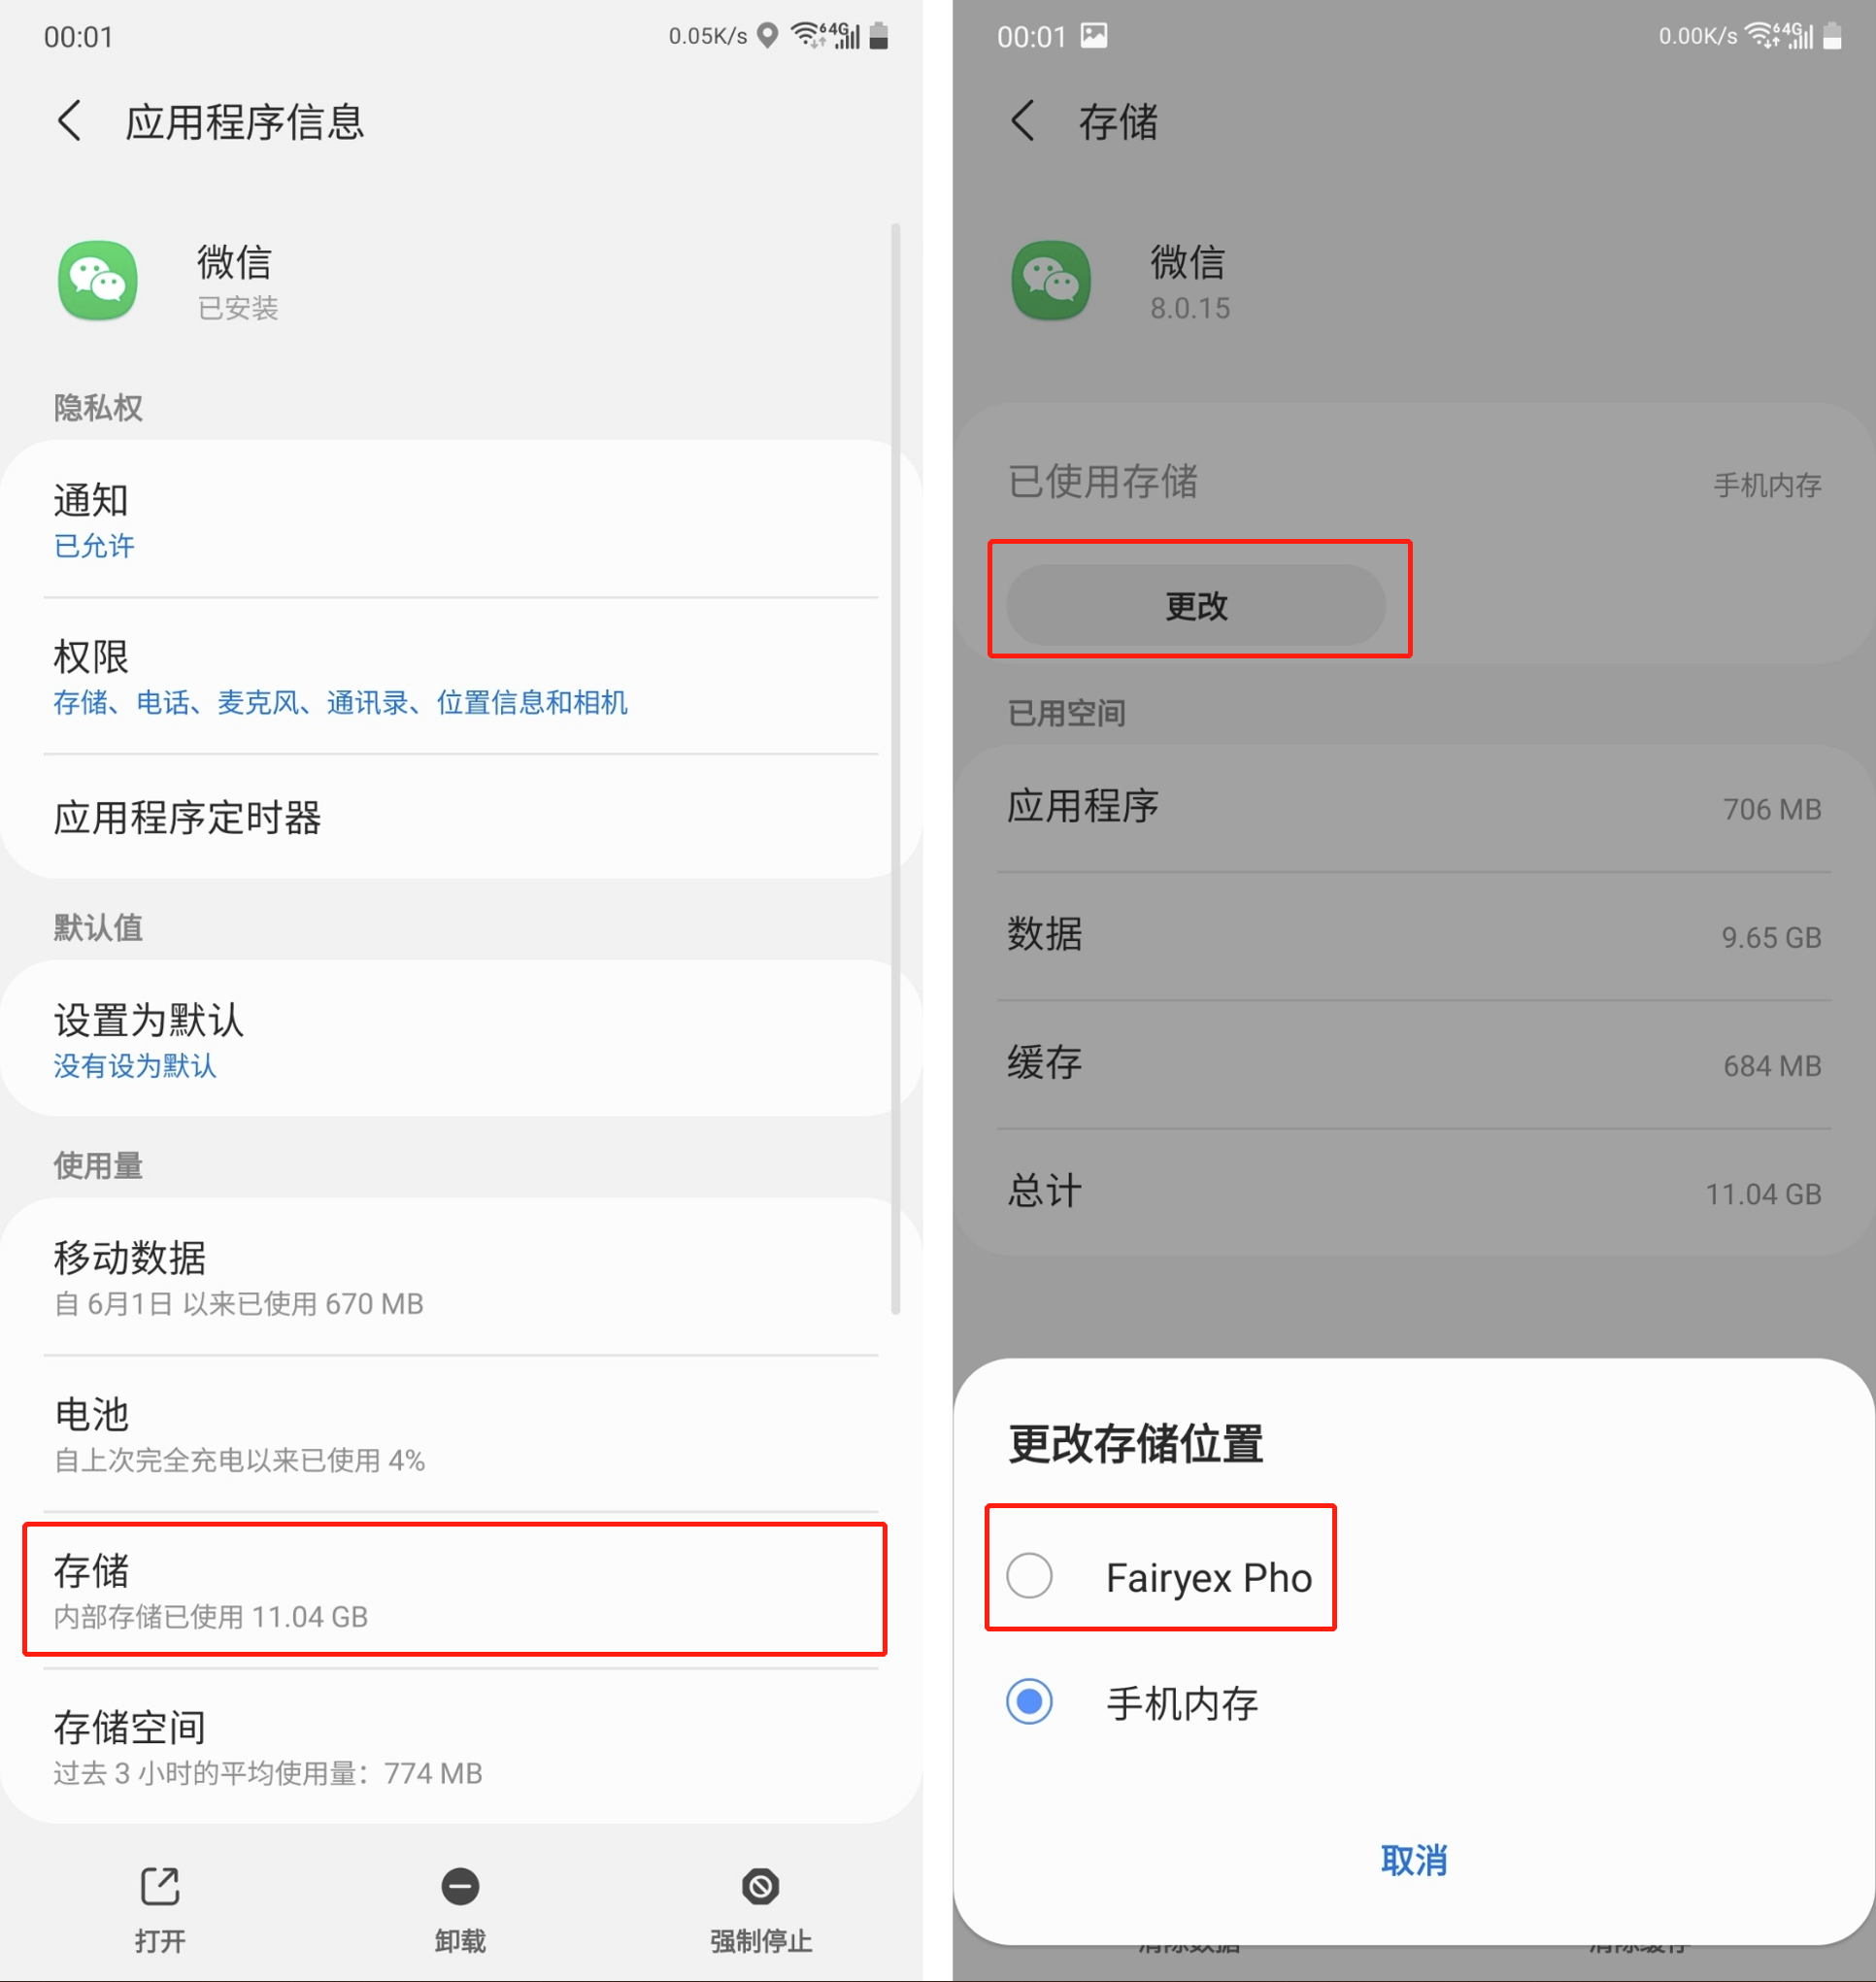 00:01
0.05K/s
64G
应用程序信息
微信
已安装
隐私权
通知
已允许
权限
存储、电话、麦克风、通讯录、位置信息和相机
应用程序定时器
默认值
设置为默认
没有设为默认
使用量
移动数据
自 6月1日 以来已使用 670 MB
电池
自上次完全充电以来已使用 4%
存储
内部存储已使用 11.04 GB
存储空间
过去 3 小时的平均使用量：774 MB
打开
卸载
强制停止
00:01
0.00K/s
64G
存储
微信
8.0.15
已使用存储
手机内存
更改
已用空间
应用程序
706 MB
数据
9.65 GB
缓存
684 MB
总计
11.04 GB
更改存储位置
Fairyex Pho
手机内存
取消
清除数据
清除缓存